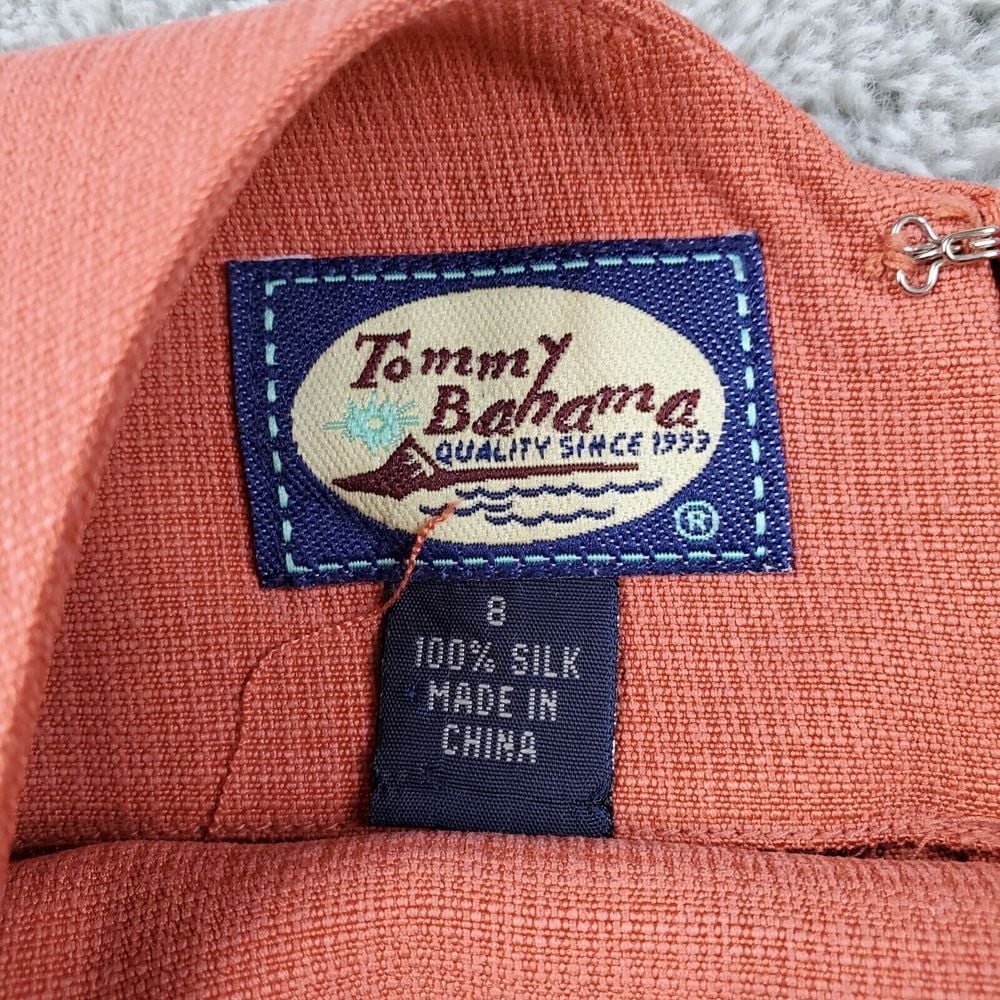 Tommy
Bahama
QUALITY SINCE 1993
®
8
100% SILK
MADE IN
CHINA